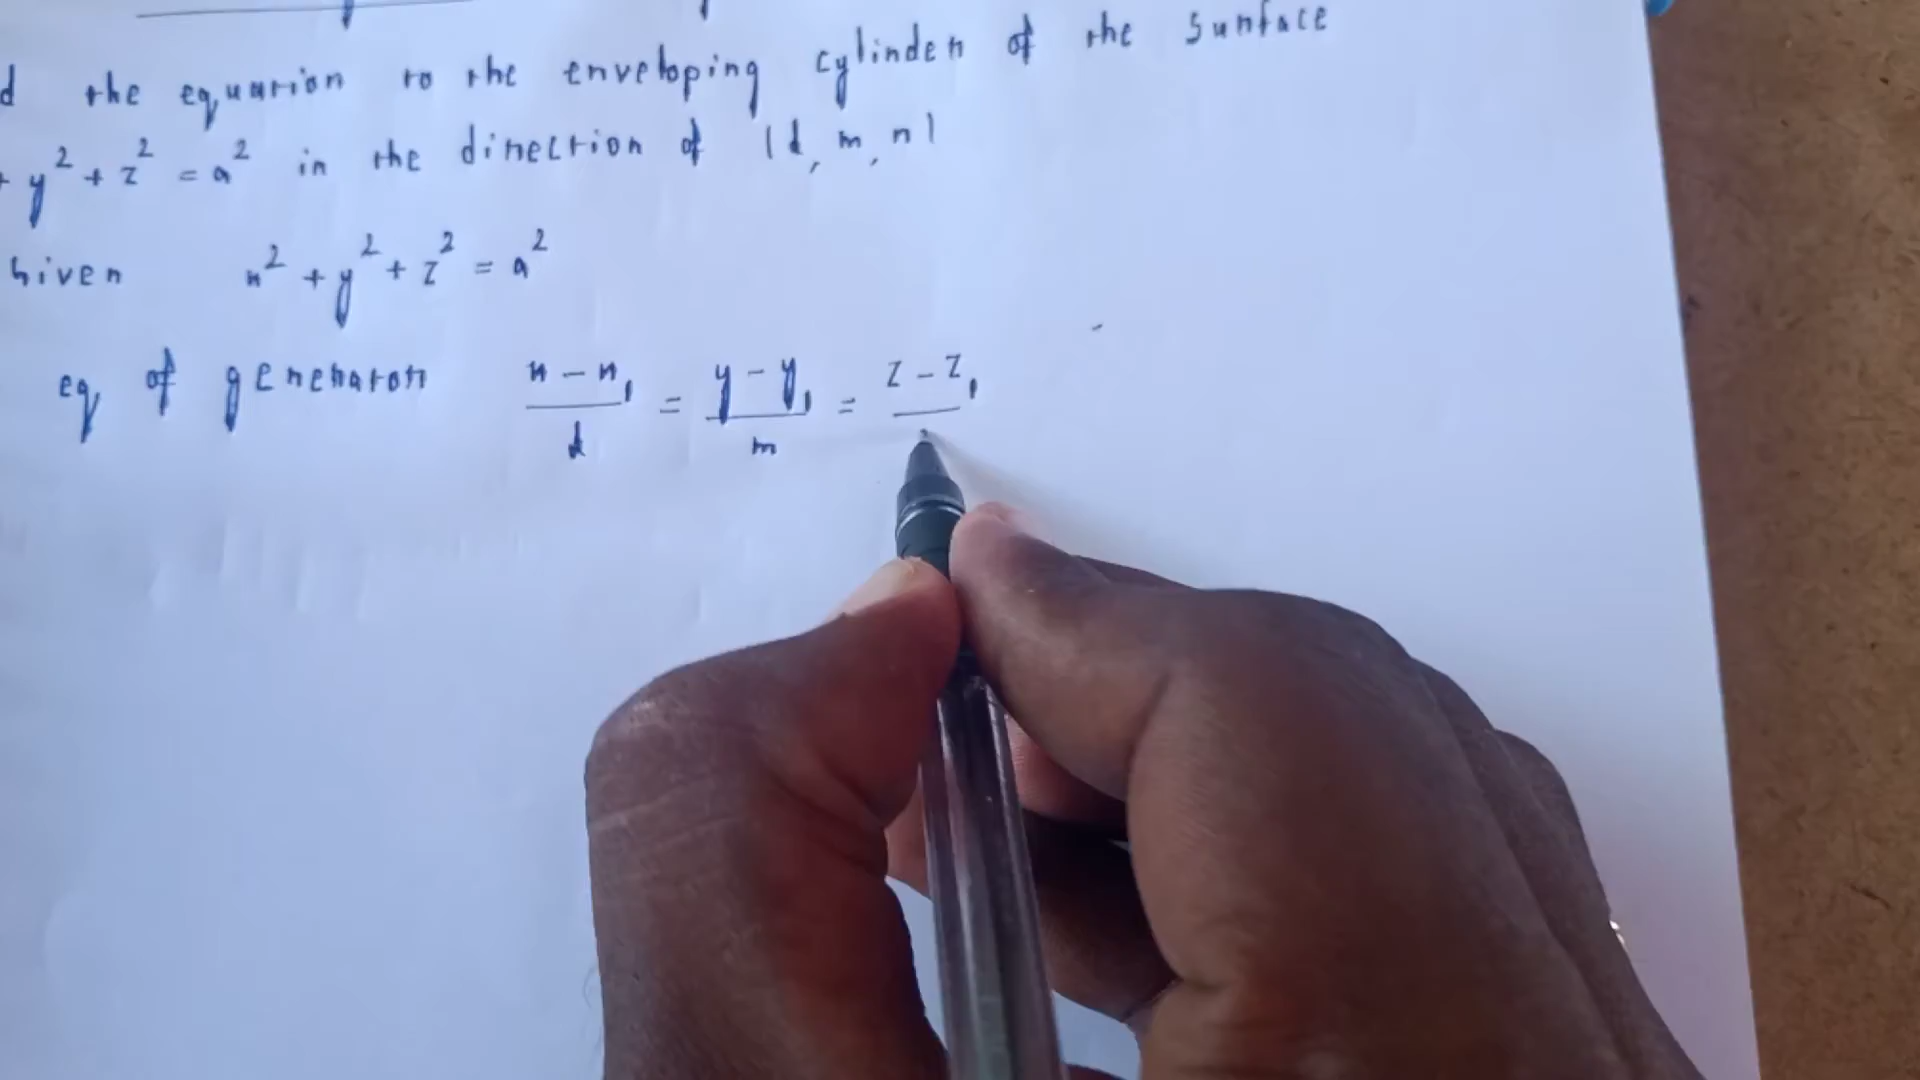 d the equation to the enveloping cylinder of the surface
+ y² + z² = a² in the direction of (l, m, n)
Given x² + y² + z² = a²
eq of generator x - x₁ / l = y - y₁ / m = z - z₁ /